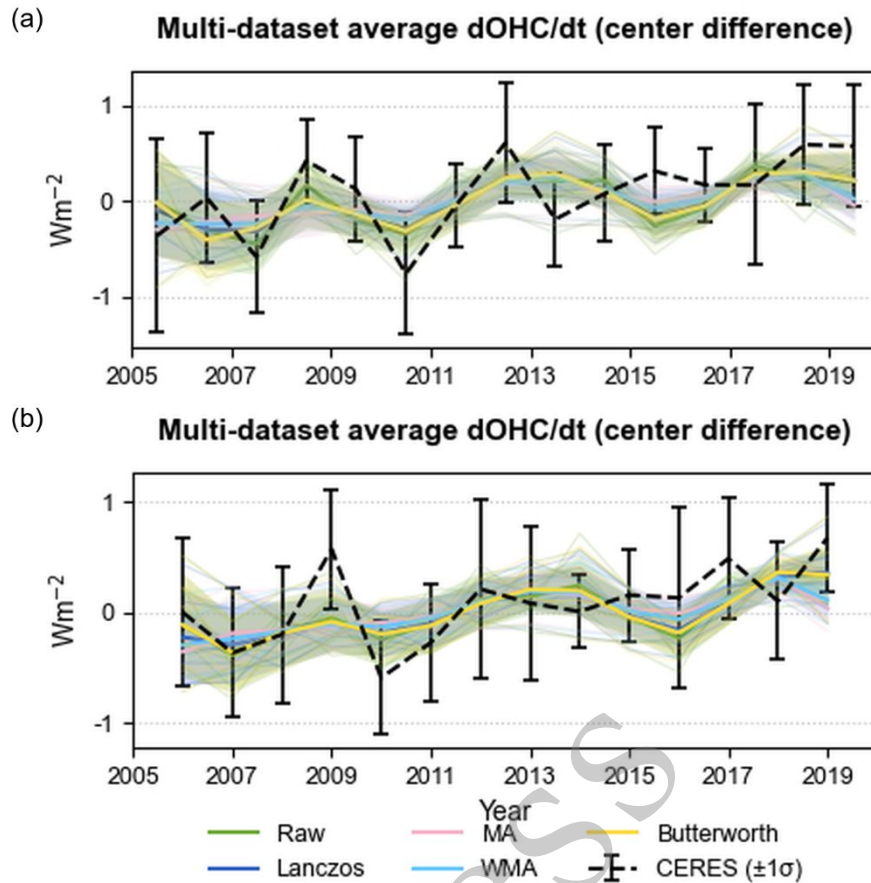 (a)
Multi-dataset average dOHC/dt (center difference)
1
0
-1
Wm⁻²
2005 2007 2009 2011 2013 2015 2017 2019
(b)
Multi-dataset average dOHC/dt (center difference)
1
0
-1
Wm⁻²
2005 2007 2009 2011 2013 2015 2017 2019
Year
Raw MA Butterworth
Lanczos WMA CERES (±1σ)